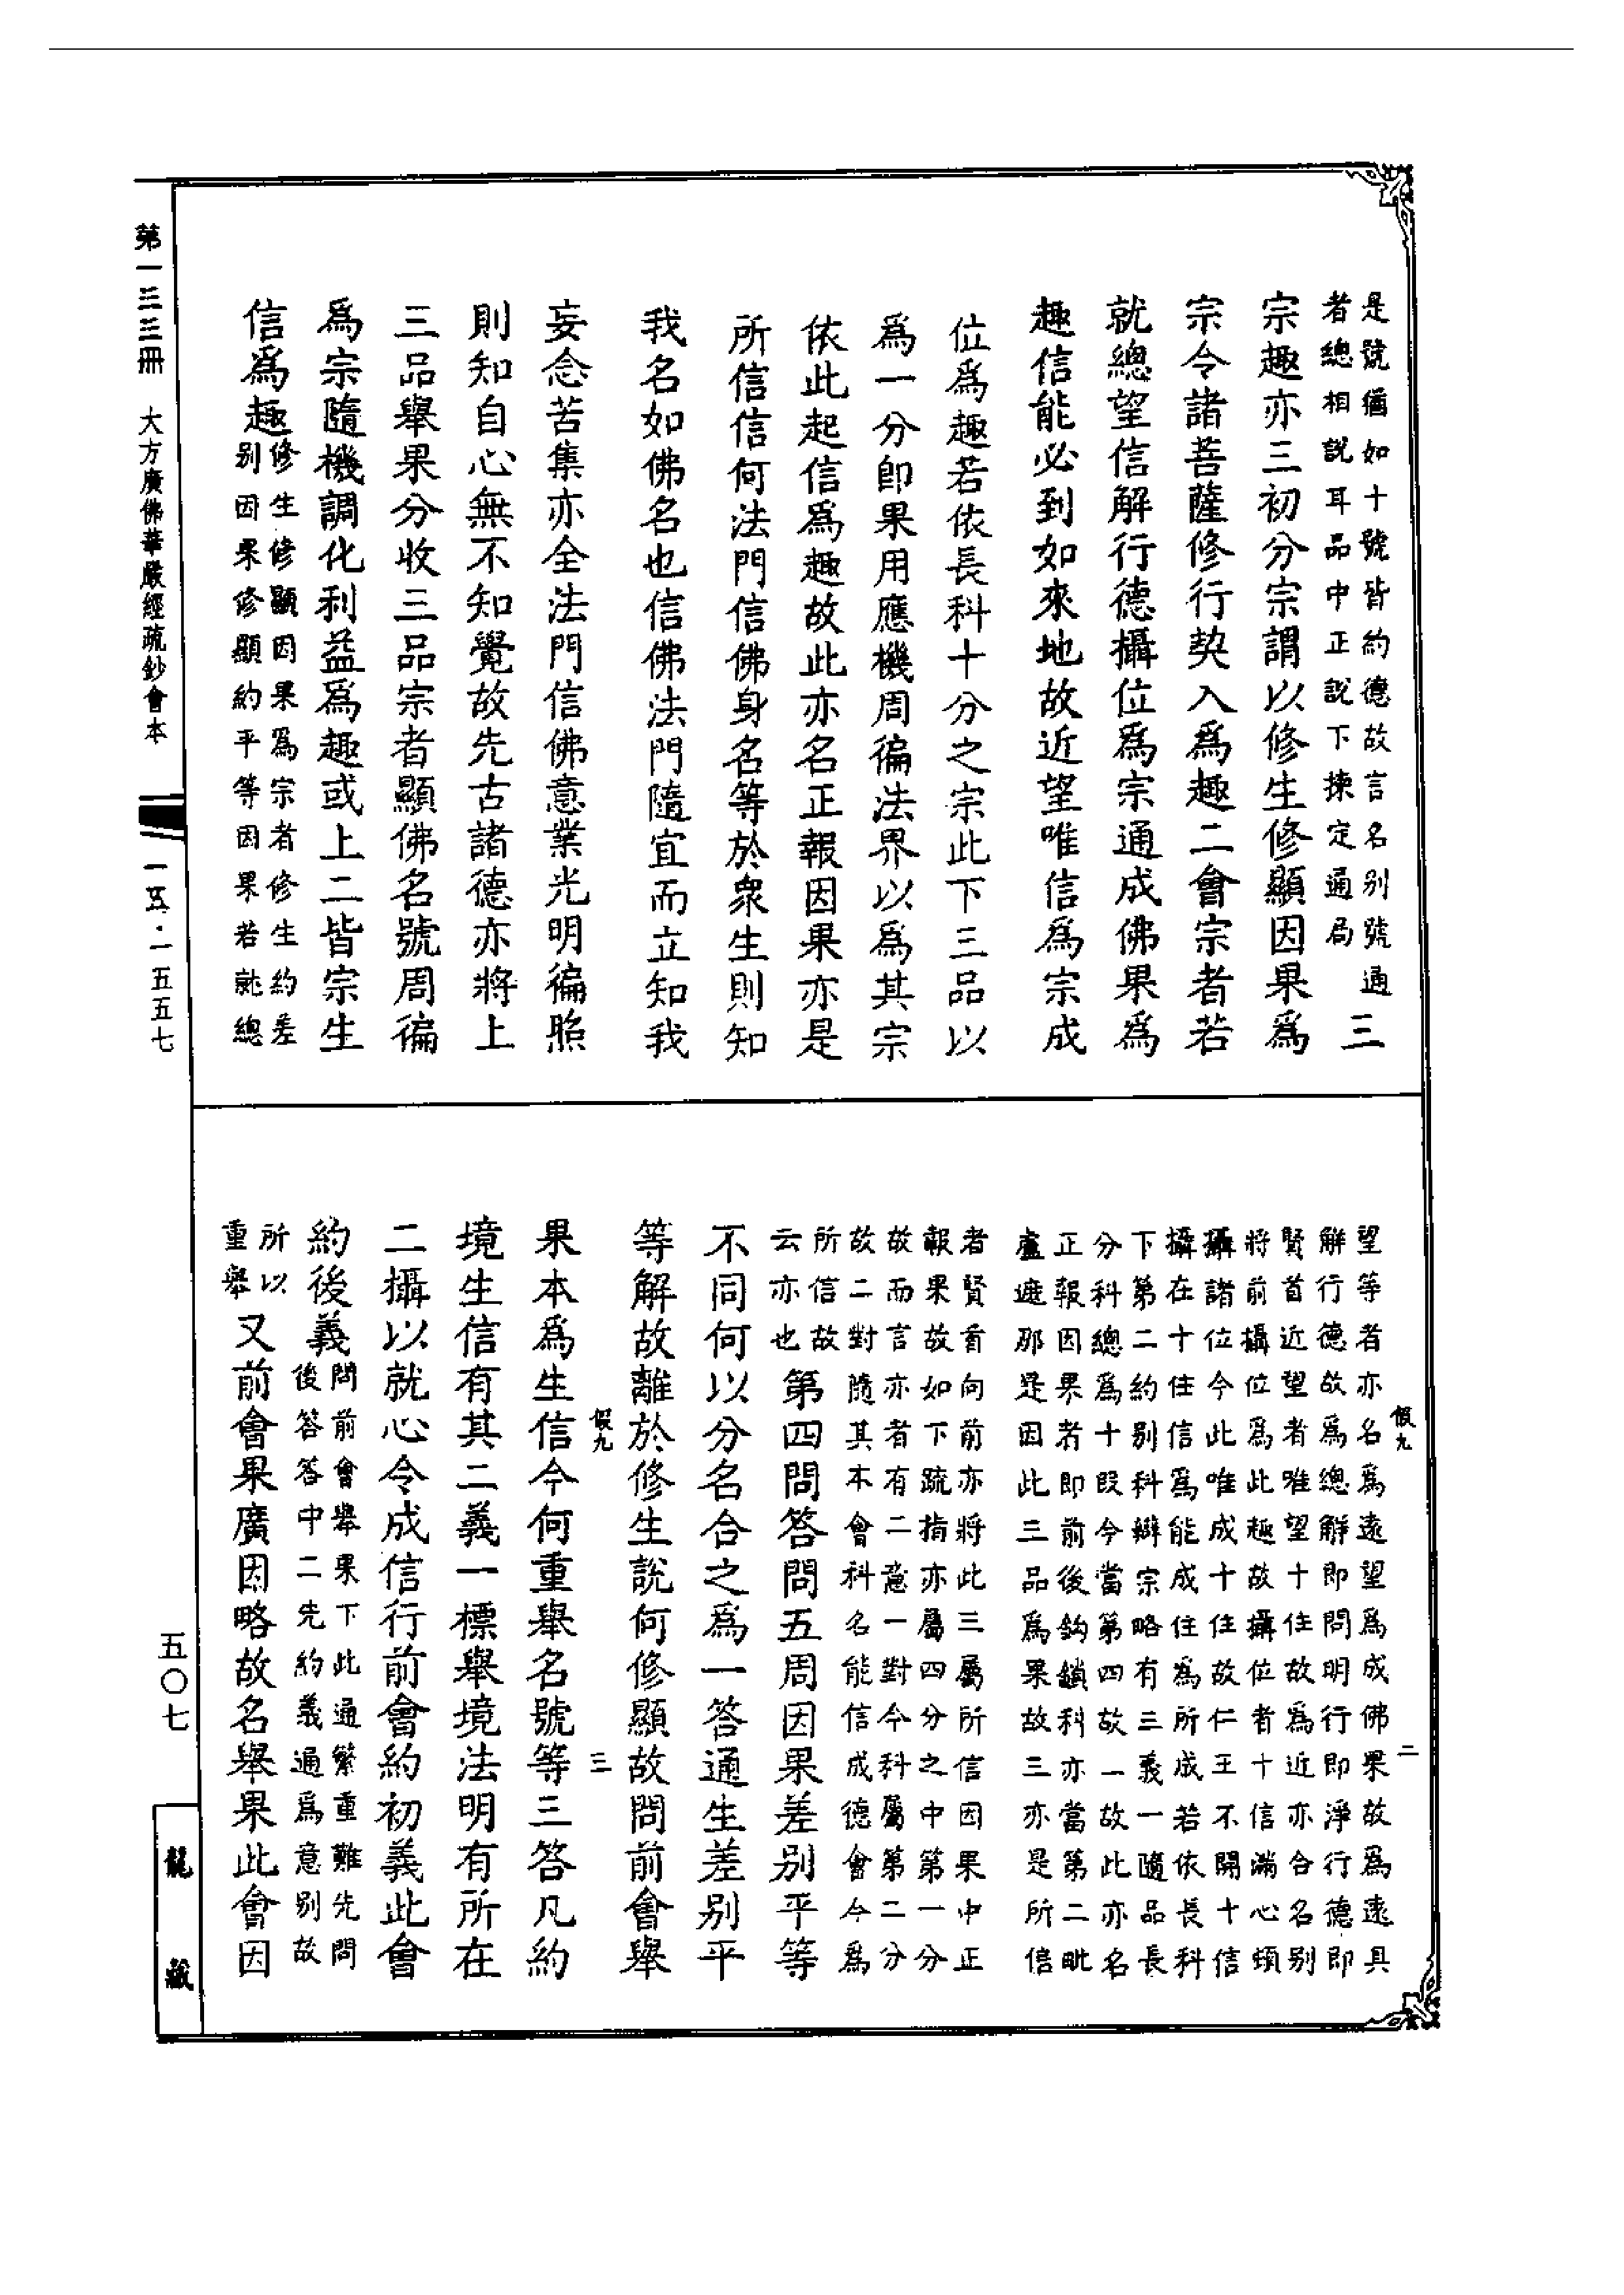 是號猶如十號皆約德故言名别號通
者總相說耳品中正說下揀定通局
三
宗趣亦三初分宗謂以修生修顯因果爲
宗令諸菩薩修行契入爲趣二會宗者若
就總望信解行德攝位爲宗通成佛果爲
趣信能必到如來地故近望唯信爲宗成
位爲趣若依長科十分之宗此下三品以
爲一分卽果用應機周徧法界以爲其宗
依此起信爲趣故此亦名正報因果亦是
所信信何法門信佛身名等於衆生則知
我名如佛名也信佛法門隨宜而立知我
妄念苦集亦全法門信佛意業光明徧照
則知自心無不知覺故先古諸德亦將上
三品舉果分收三品宗者顯佛名號周徧
爲宗隨機調化利益爲趣或上二皆宗生
信爲趣
修生修顯因果爲宗者修生約差
别因果修顯約平等因果若就總
望等者亦名爲遠望爲成佛果故爲遠具
解行德故爲總解即問明行即淨行德即
賢首近望者唯望十住故爲近亦合名别
將前攝位爲此趣故攝位者十信滿心頓
攝諸位今此唯成十住故仁王不開十信
攝在十住信爲能成住爲所成若依長科
下第二約别科辯宗略有三義一隨品長
分科總爲十段今當第四故一故此亦名
正報因果者即前後鈎鎖科亦當第二毗
盧遮那是因此三品爲果故三亦是所信
者賢首向前亦將此三屬所信因果中正
報果故如下疏指亦屬四分之中第一分
故而言亦者有二意一對今科屬第二分
故二對隨其本會科名能信成德會今爲
所信故
云亦也
第四問答問五周因果差别平等
不同何以分名合之爲一答通生差别平
等解故離於修生說何修顯故問前會舉
果本爲生信今何重舉名號等三答凡約
境生信有其二義一標舉境法明有所在
二攝以就心令成信行前會約初義此會
約後義
問前會舉果下此通繁重難先問
後答答中二先約義通爲意别故
所以
重舉
又前會果廣因略故名舉果此會因
假九
二
假九
三
第一三三冊 大方廣佛華嚴經疏鈔會本
一五·一五五七
五〇七
龍藏